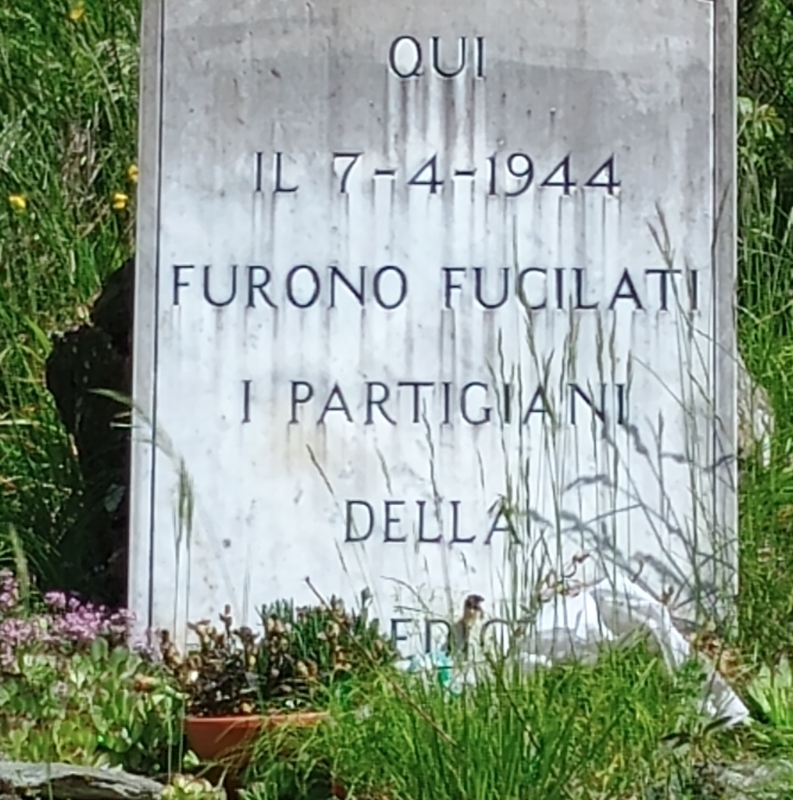 QUI
IL 7-4-1944
FURONO FUCILATI
I PARTIGIANI
DELLA